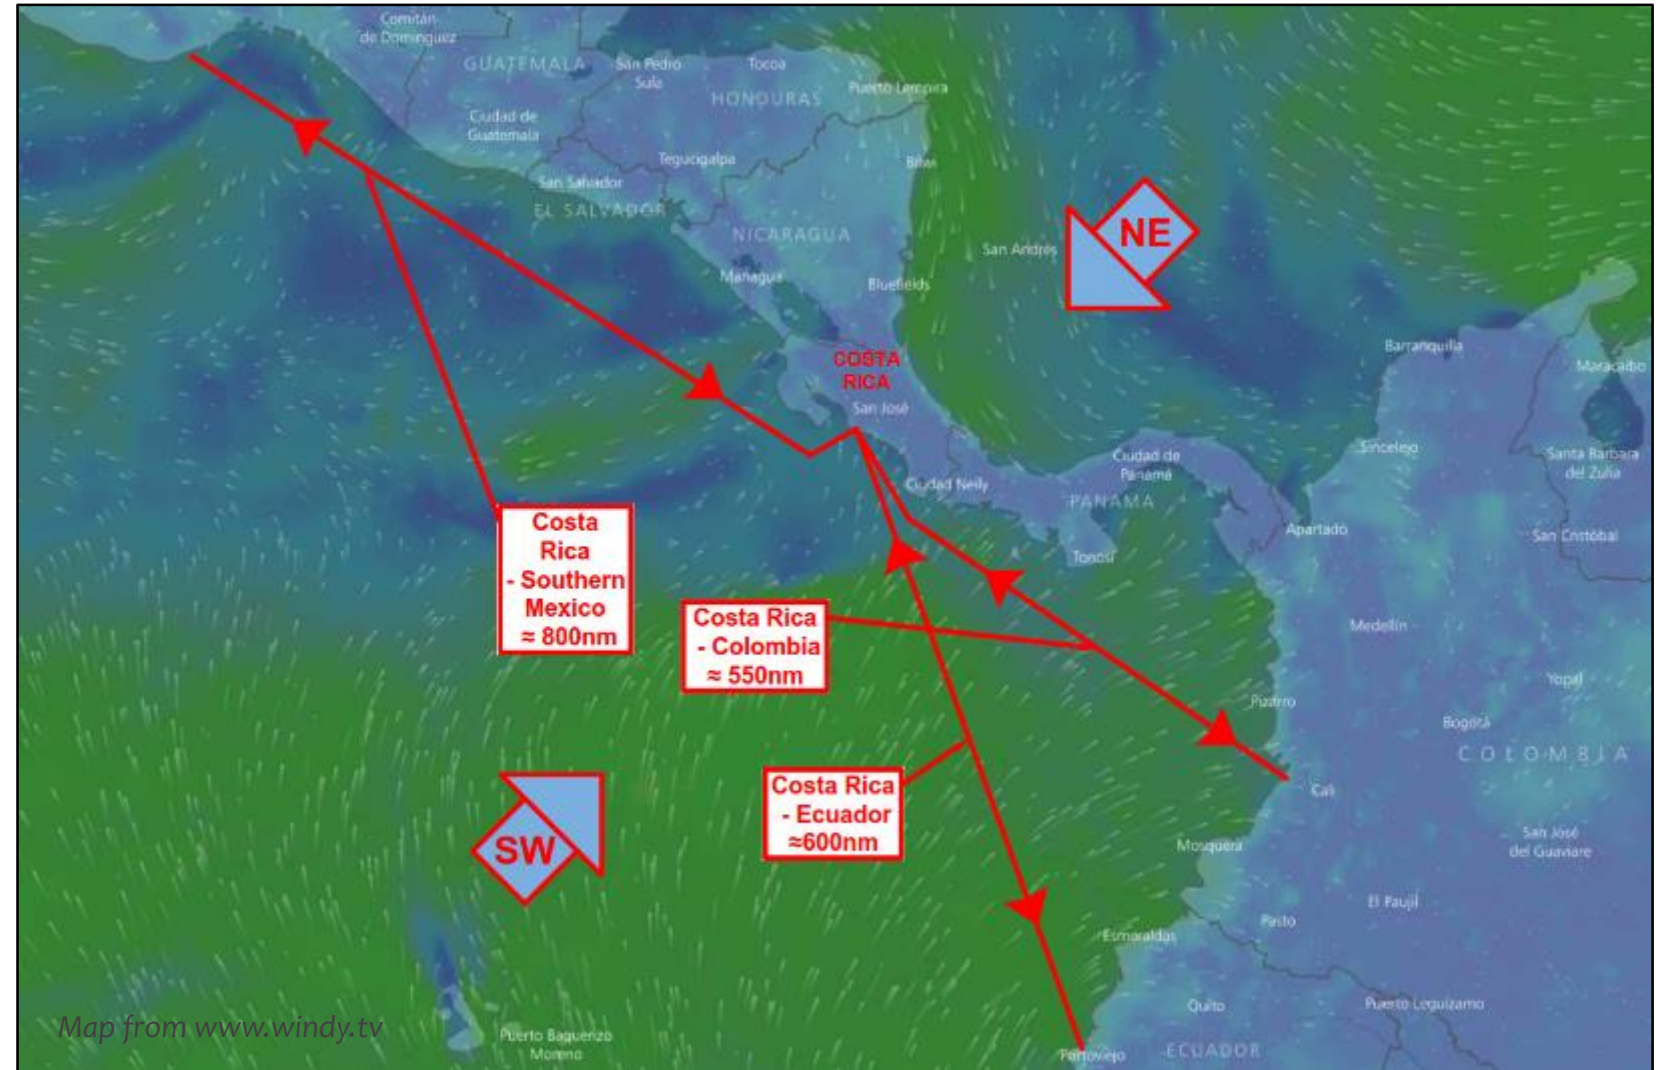 Comitán
de Dominguez
GUATEMALA
San Pedro
Sula
Tocoa
HONDURAS
Puerto Lempira
Ciudad de
Guatemala
Tegucigalpa
Bilwi
San Salvador
EL SALVADOR
NICARAGUA
NE
San Andrés
Managua
Bluefields
Barranquilla
Maracaibo
COSTA
RICA
San José
Sincelejo
Ciudad de
Panamá
Santa Barbara
del Zulia
Ciudad Neily
PANAMA
Apartadó
San Cristóbal
Tonosí
Costa
Rica
- Southern
Mexico
≈ 800nm
Costa Rica
- Colombia
≈ 550nm
Medellín
Yopal
Pizarro
Bogotá
COLOMBIA
Costa Rica
- Ecuador
≈600nm
Cali
SW
Mosquera
San José
del Guaviare
El Paujil
Pasto
Esmeraldas
Quito
Puerto Leguízamo
Map from www.windy.tv
Puerto Baquerizo
Moreno
Portoviejo
ECUADOR